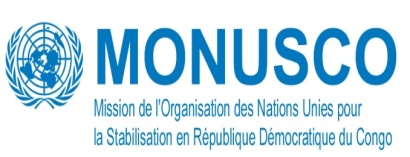 MONUSCO
Mission de l'Organisation des Nations Unies pour
la Stabilisation en République Démocratique du Congo